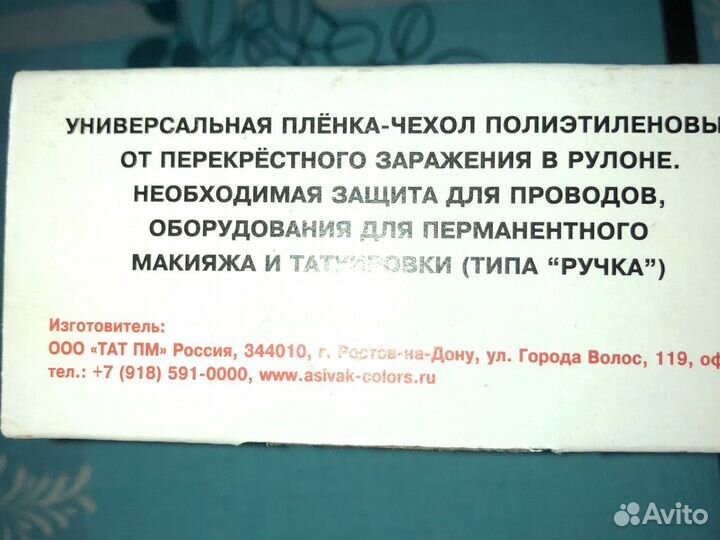 УНИВЕРСАЛЬНАЯ ПЛЁНКА-ЧЕХОЛ ПОЛИЭТИЛЕНОВЫ
ОТ ПЕРЕКРЁСТНОГО ЗАРАЖЕНИЯ В РУЛОНЕ.
НЕОБХОДИМАЯ ЗАЩИТА ДЛЯ ПРОВОДОВ,
ОБОРУДОВАНИЯ ДЛЯ ПЕРМАНЕНТНОГО
МАКИЯЖА И ТАТУИРОВКИ (ТИПА “РУЧКА”)
Изготовитель:
ООО «ТАТ ПМ» Россия, 344010, г. Ростов-на-Дону, ул. Города Волос, 119, оф
тел.: +7 (918) 591-0000, www.asivak-colors.ru
Avito